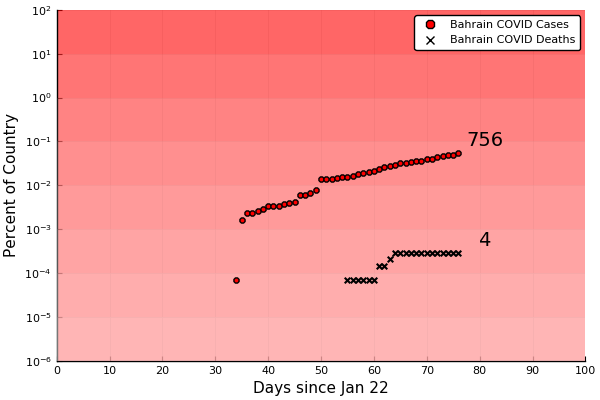 Bahrain COVID Cases
Bahrain COVID Deaths
10²
10¹
10⁰
10⁻¹
10⁻²
10⁻³
10⁻⁴
10⁻⁵
10⁻⁶
Percent of Country
756
4
0 10 20 30 40 50 60 70 80 90 100
Days since Jan 22